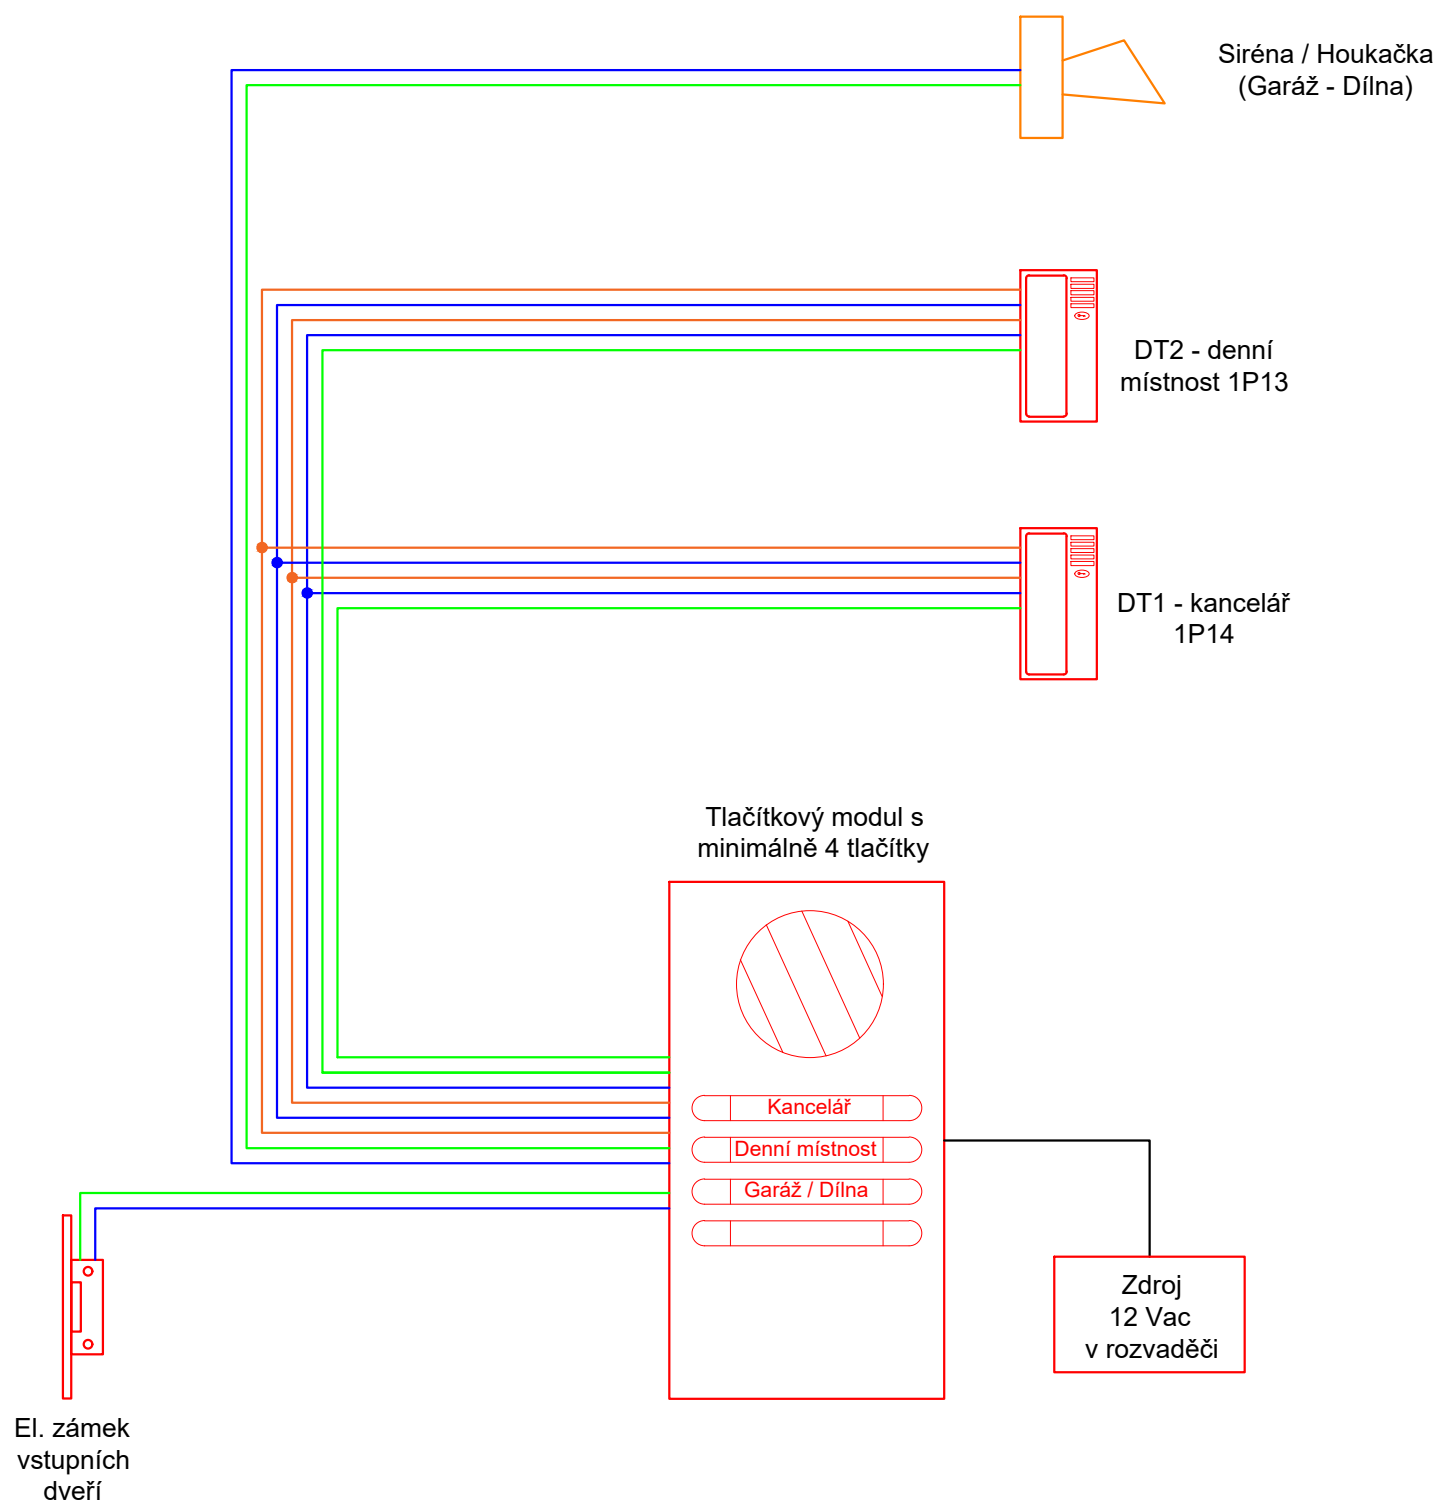 Siréna / Houkačka
(Garáž - Dílna)
DT2 - denní
místnost 1P13
DT1 - kancelář
1P14
Tlačítkový modul s
minimálně 4 tlačítky
Kancelář
Denní místnost
Garáž / Dílna
Zdroj
12 Vac
v rozvaděči
El. zámek
vstupních
dveří